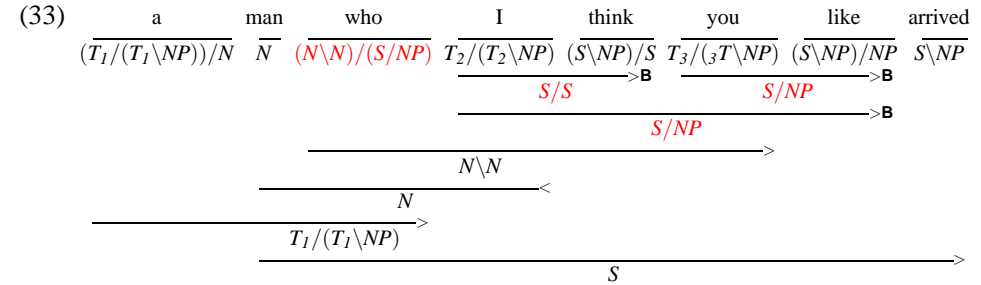 (33) a man who I think you like arrived
(T₁/(T₁\NP))/N N (N\N)/(S/NP) T₂/(T₂\NP) (S\NP)/S T₃/(₃T\NP) (S\NP)/NP S\NP
>B >B
S/S S/NP
>B
S/NP
>
N\N
<
N
>
T₁/(T₁\NP)
>
S